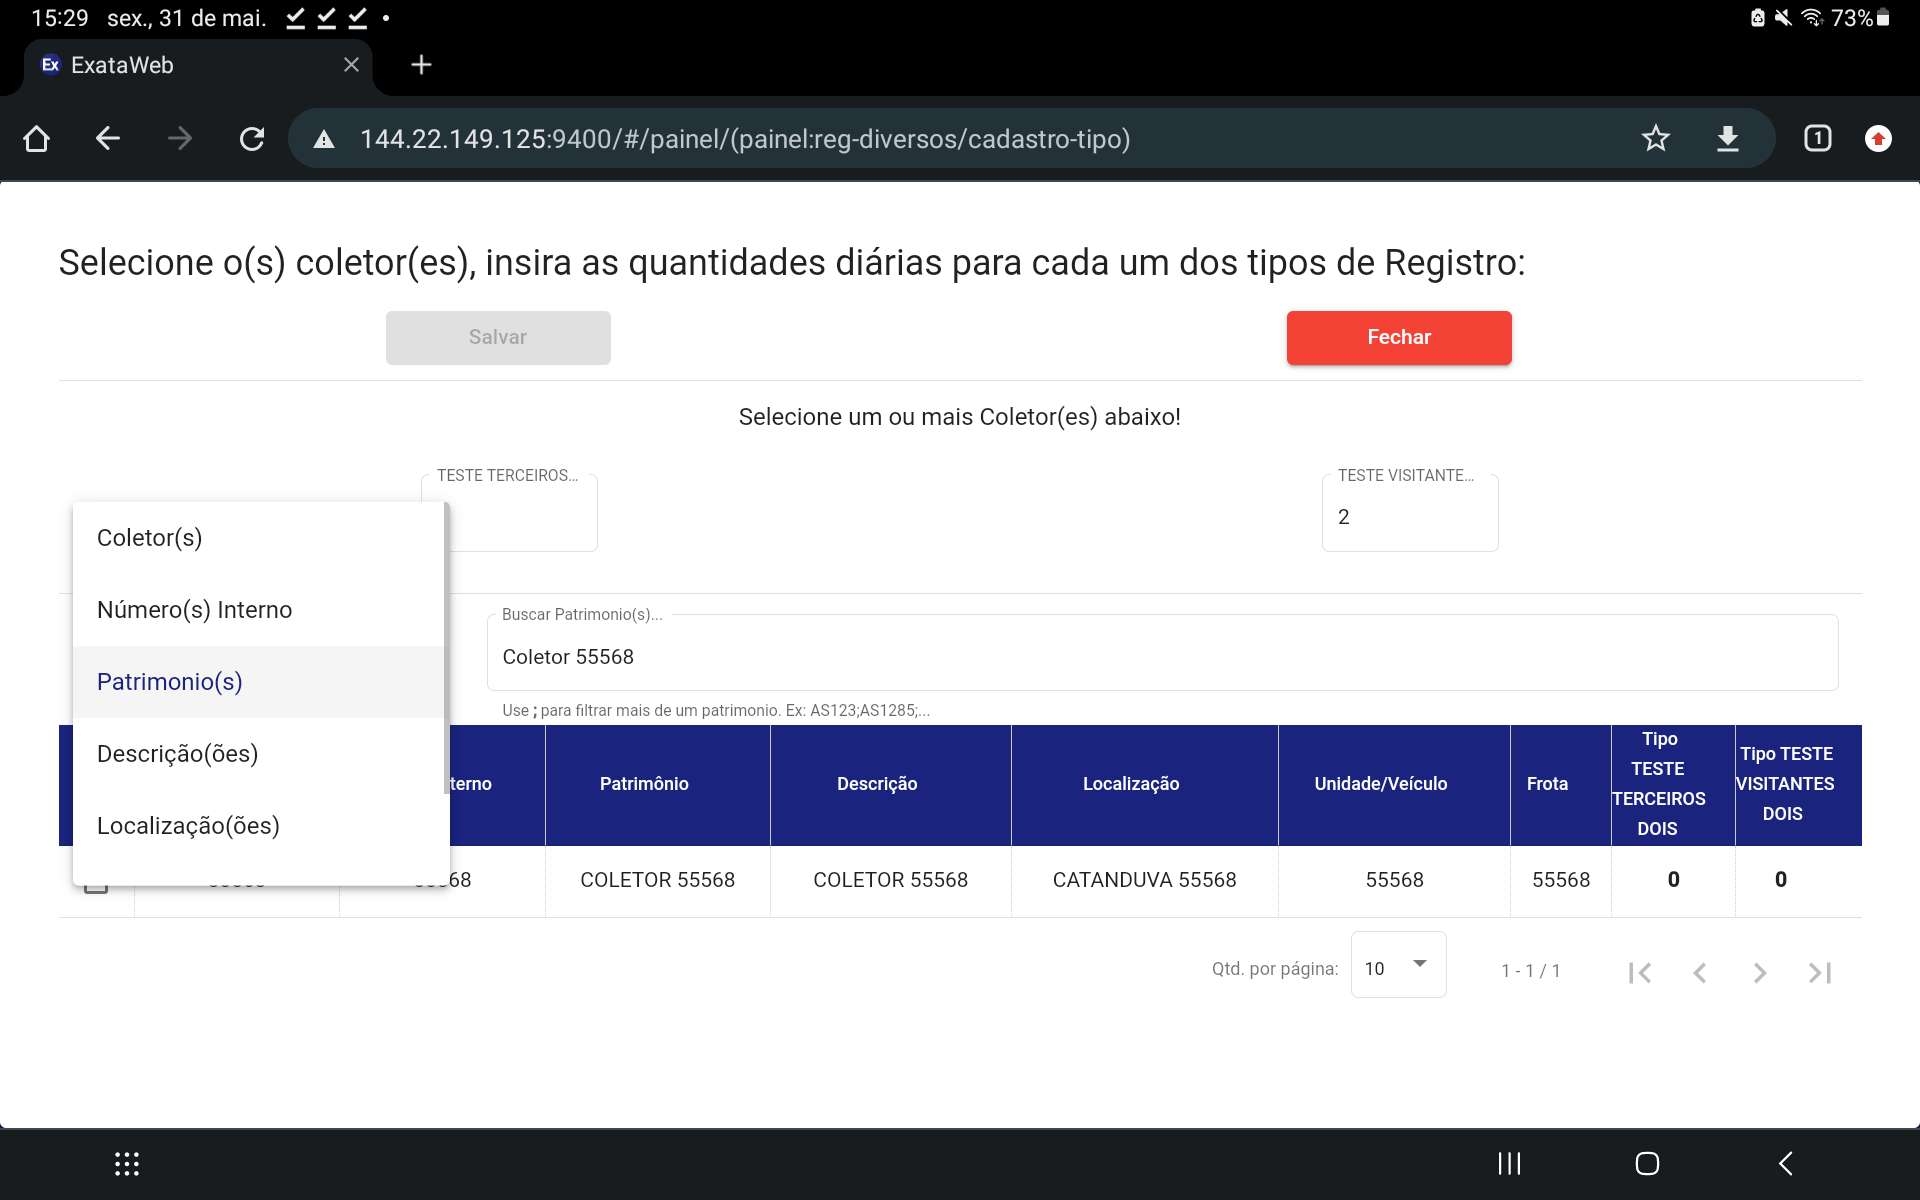 15:29 sex., 31 de mai. 73%
Ex ExataWeb
144.22.149.125:9400/#/painel/(painel:reg-diversos/cadastro-tipo) 1
Selecione o(s) coletor(es), insira as quantidades diárias para cada um dos tipos de Registro:
Salvar Fechar
Selecione um ou mais Coletor(es) abaixo!
TESTE TERCEIROS... TESTE VISITANTE...
2
Coletor(s)
Número(s) Interno
Patrimonio(s)
Descrição(ões)
Localização(ões)
Buscar Patrimonio(s)...
Coletor 55568
Use ; para filtrar mais de um patrimonio. Ex: AS123;AS1285;...
terno Patrimônio Descrição Localização Unidade/Veículo Frota Tipo TESTE TERCEIROS DOIS Tipo TESTE VISITANTES DOIS
68 COLETOR 55568 COLETOR 55568 CATANDUVA 55568 55568 55568 0 0
Qtd. por página: 10 1 - 1 / 1